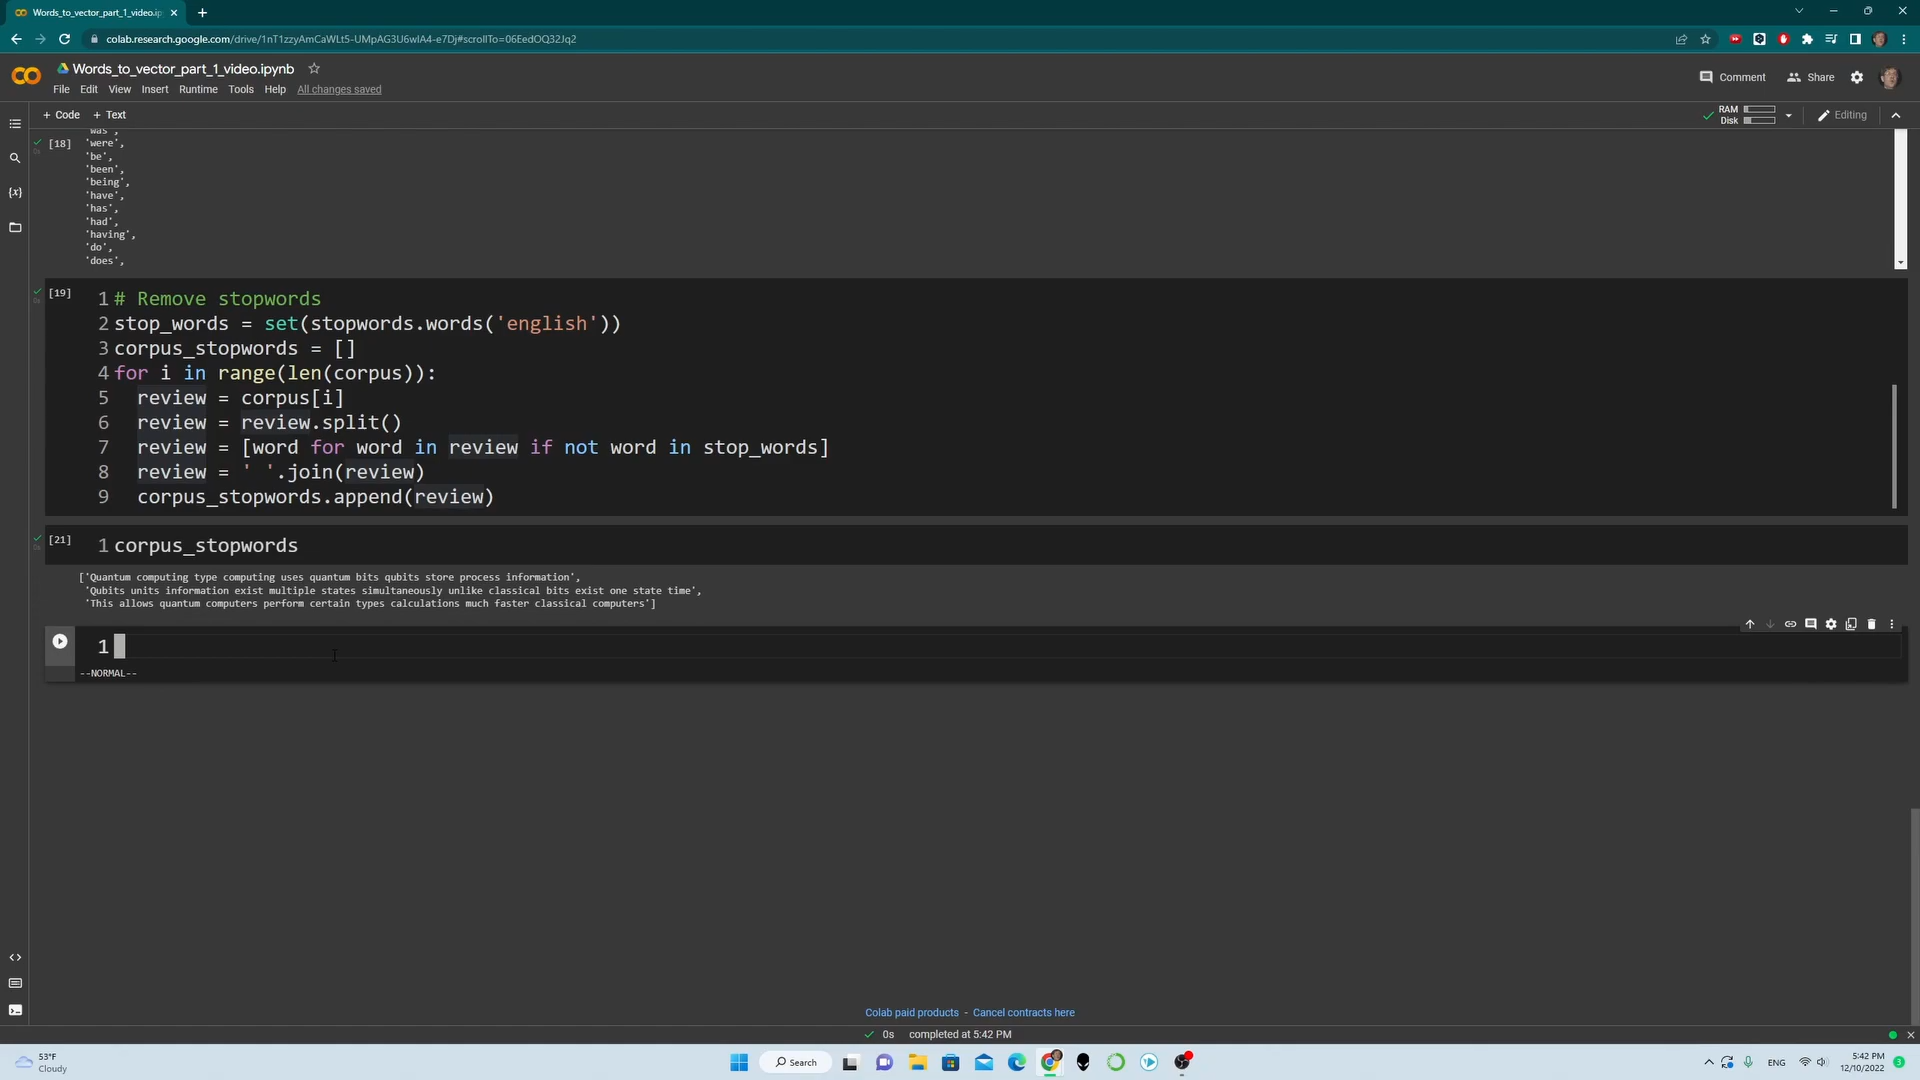 Words_to_vector_part_1_video.ip
colab.research.google.com/drive/1nT1zzyAmCaWLt5-UMpAG3U6wIA4-e7Dj#scrollTo=06EedOQ32Jq2
Words_to_vector_part_1_video.ipynb
Comment
Share
File Edit View Insert Runtime Tools Help All changes saved
+ Code + Text
RAM
Disk
Editing
'was',
[18]
'were',
'be',
'been',
'being',
'have',
'has',
'had',
'having',
'do',
'does',
[19]
1 # Remove stopwords
2 stop_words = set(stopwords.words('english'))
3 corpus_stopwords = []
4 for i in range(len(corpus)):
5 review = corpus[i]
6 review = review.split()
7 review = [word for word in review if not word in stop_words]
8 review = ' '.join(review)
9 corpus_stopwords.append(review)
[21]
1 corpus_stopwords
['Quantum computing type computing uses quantum bits qubits store process information',
'Qubits units information exist multiple states simultaneously unlike classical bits exist one state time',
'This allows quantum computers perform certain types calculations much faster classical computers']
1
--NORMAL--
Colab paid products - Cancel contracts here
0s completed at 5:42 PM
53°F
Cloudy
Search
ENG
5:42 PM
12/10/2022
3